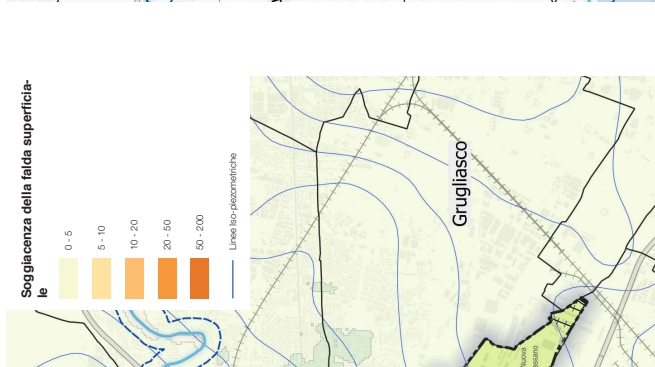 Soggiacenza della falda superficia-
le
0 - 5
5 - 10
10 - 20
20 - 50
50 - 200
Linee Iso-piezometriche
Grugliasco
Nuova